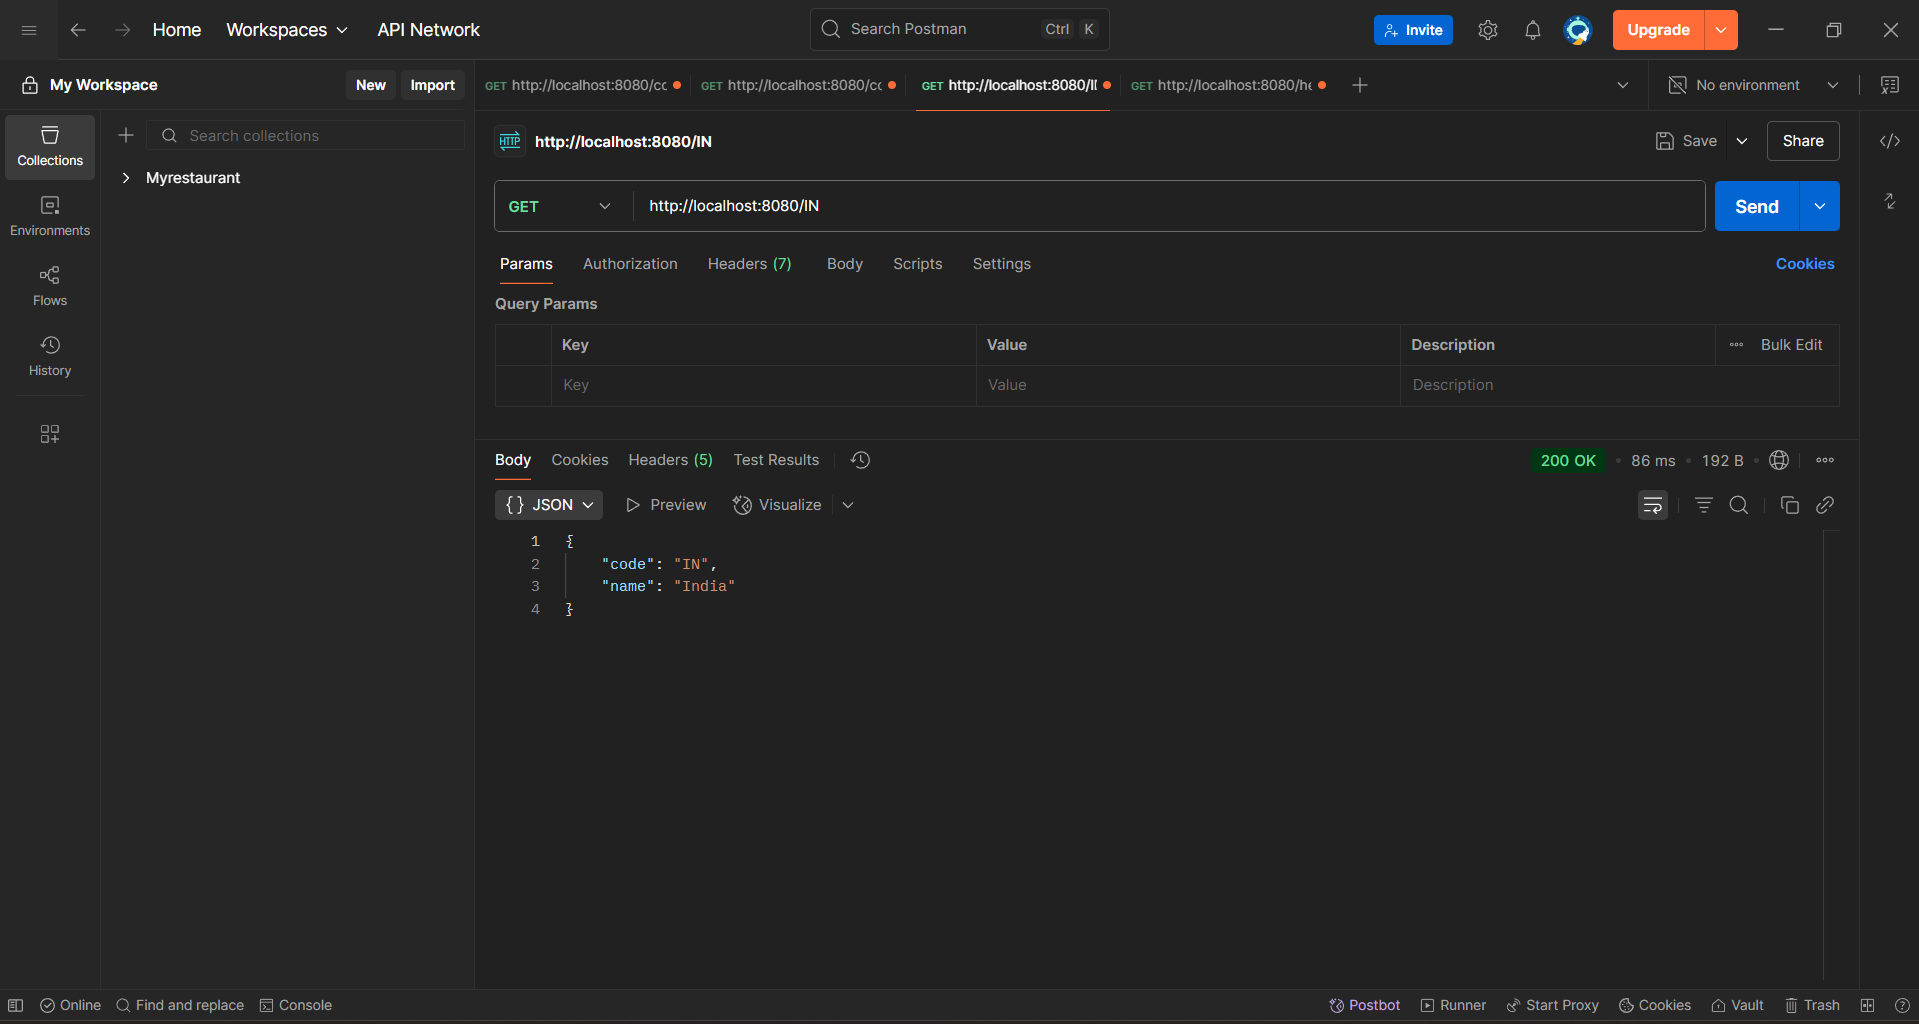 Home Workspaces API Network Search Postman Ctrl K Invite Upgrade
My Workspace New Import GET http://localhost:8080/cc GET http://localhost:8080/cc GET http://localhost:8080/II GET http://localhost:8080/he No environment
Collections
Environments
Flows
History
Search collections
Myrestaurant
HTTP http://localhost:8080/IN Save Share
GET http://localhost:8080/IN Send
Params Authorization Headers (7) Body Scripts Settings Cookies
Query Params
Key Value Description Bulk Edit
Key Value Description
Body Cookies Headers (5) Test Results 200 OK 86 ms 192 B
{} JSON Preview Visualize
1 {
2 "code": "IN",
3 "name": "India"
4 }
Online Find and replace Console Postbot Runner Start Proxy Cookies Vault Trash